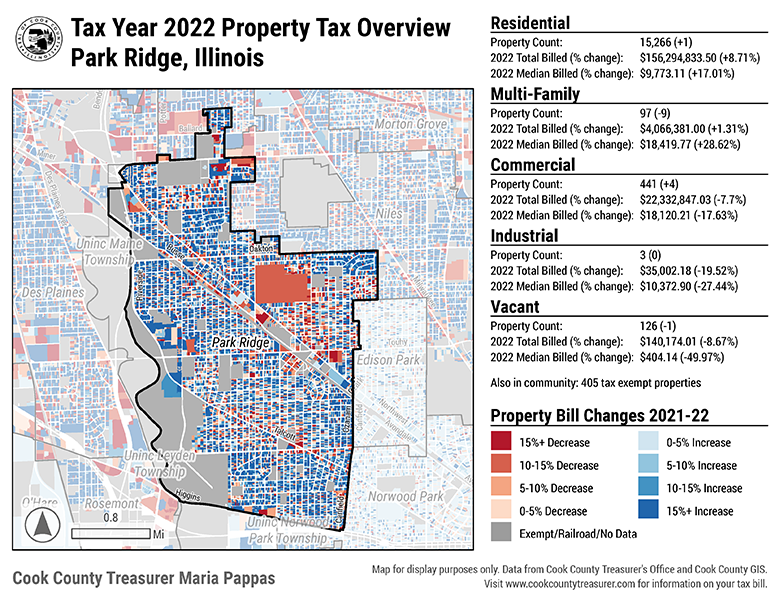 Tax Year 2022 Property Tax Overview
Park Ridge, Illinois
Residential
Property Count: 15,266 (+1)
2022 Total Billed (% change): $156,294,833.50 (+8.71%)
2022 Median Billed (% change): $9,773.11 (+17.01%)
Multi-Family
Property Count: 97 (-9)
2022 Total Billed (% change): $4,066,381.00 (+1.31%)
2022 Median Billed (% change): $18,419.77 (+28.62%)
Commercial
Property Count: 441 (+4)
2022 Total Billed (% change): $22,332,847.03 (-7.7%)
2022 Median Billed (% change): $18,120.21 (-17.63%)
Industrial
Property Count: 3 (0)
2022 Total Billed (% change): $35,002.18 (-19.52%)
2022 Median Billed (% change): $10,372.90 (-27.44%)
Vacant
Property Count: 126 (-1)
2022 Total Billed (% change): $140,174.01 (-8.67%)
2022 Median Billed (% change): $404.14 (-49.97%)
Also in community: 405 tax exempt properties
Property Bill Changes 2021-22
15%+ Decrease
10-15% Decrease
5-10% Decrease
0-5% Decrease
Exempt/Railroad/No Data
0-5% Increase
5-10% Increase
10-15% Increase
15%+ Increase
Ballard
Morton Grove
Niles
Uninc Maine
Township
Oakton
Des Plaines
Park Ridge
Touhy
Edison Park
Northwest
Talcott
Uninc Leyden
Township
Higgins
O'Hare
Rosemont
Norwood Park
Uninc Norwood
Park Township
0.8
Mi
Cook County Treasurer Maria Pappas
Map for display purposes only. Data from Cook County Treasurer's Office and Cook County GIS.
Visit www.cookcountytreasurer.com for information on your tax bill.